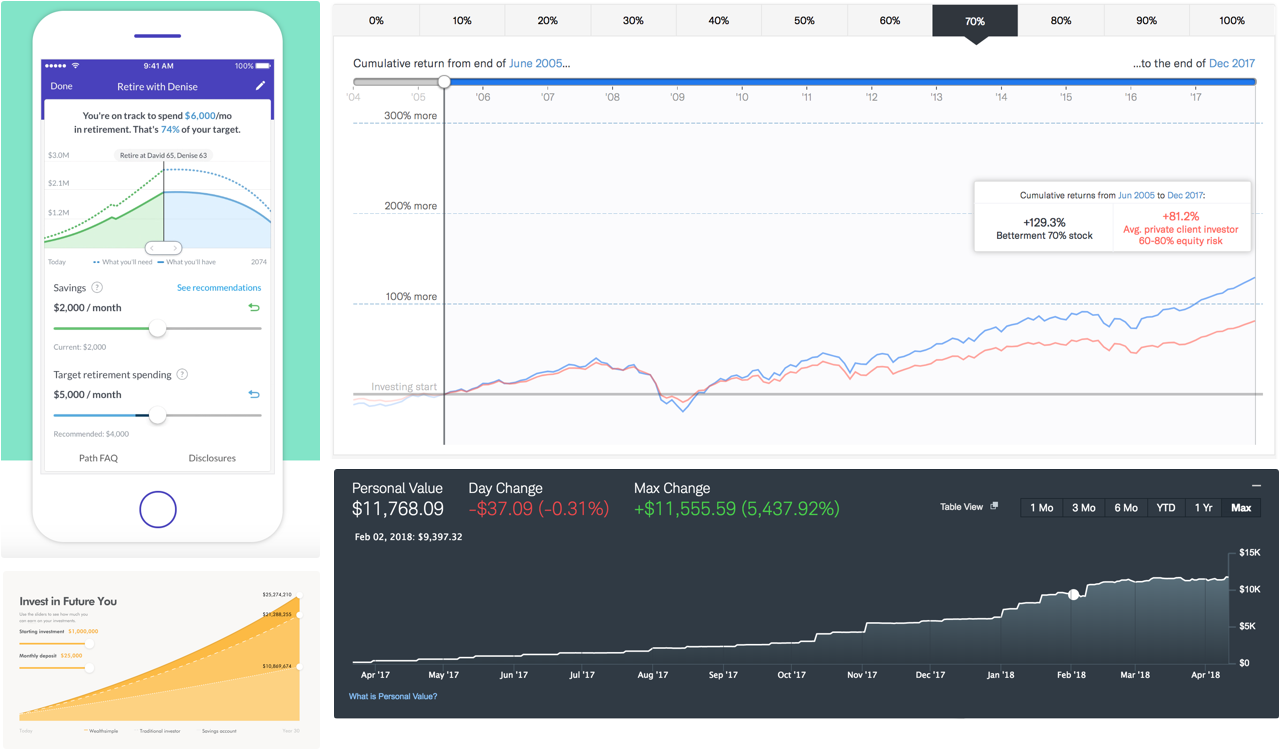 9:41 AM
100%
Done
Retire with Denise
You're on track to spend $6,000/mo
in retirement. That's 74% of your target.
Retire at David 65, Denise 63
$3.0M
$2.1M
$1.2M
Today
What you'll need
What you'll have
2074
Savings ?
See recommendations
$2,000 / month
Current: $2,000
Target retirement spending ?
$5,000 / month
Recommended: $4,000
Path FAQ
Disclosures
0% 10% 20% 30% 40% 50% 60% 70% 80% 90% 100%
Cumulative return from end of June 2005...
...to the end of Dec 2017
'04 '05 '06 '07 '08 '09 '10 '11 '12 '13 '14 '15 '16 '17
300% more
200% more
100% more
Investing start
Cumulative returns from Jun 2005 to Dec 2017:
+129.3%
Betterment 70% stock
+81.2%
Avg. private client investor
60-80% equity risk
Personal Value
$11,768.09
Day Change
-$37.09 (-0.31%)
Max Change
+$11,555.59 (5,437.92%)
Table View
1 Mo 3 Mo 6 Mo YTD 1 Yr Max
Feb 02, 2018: $9,397.32
$15K
$10K
$5K
$0
Apr '17 May '17 Jun '17 Jul '17 Aug '17 Sep '17 Oct '17 Nov '17 Dec '17 Jan '18 Feb '18 Mar '18 Apr '18
What is Personal Value?
Invest in Future You
Use the sliders to see how much you
can earn on your investments.
Starting investment $1,000,000
Monthly deposit $25,000
$25,274,210
$21,288,255
$10,869,674
Today
Wealthsimple
Traditional investor
Savings account
Year 20